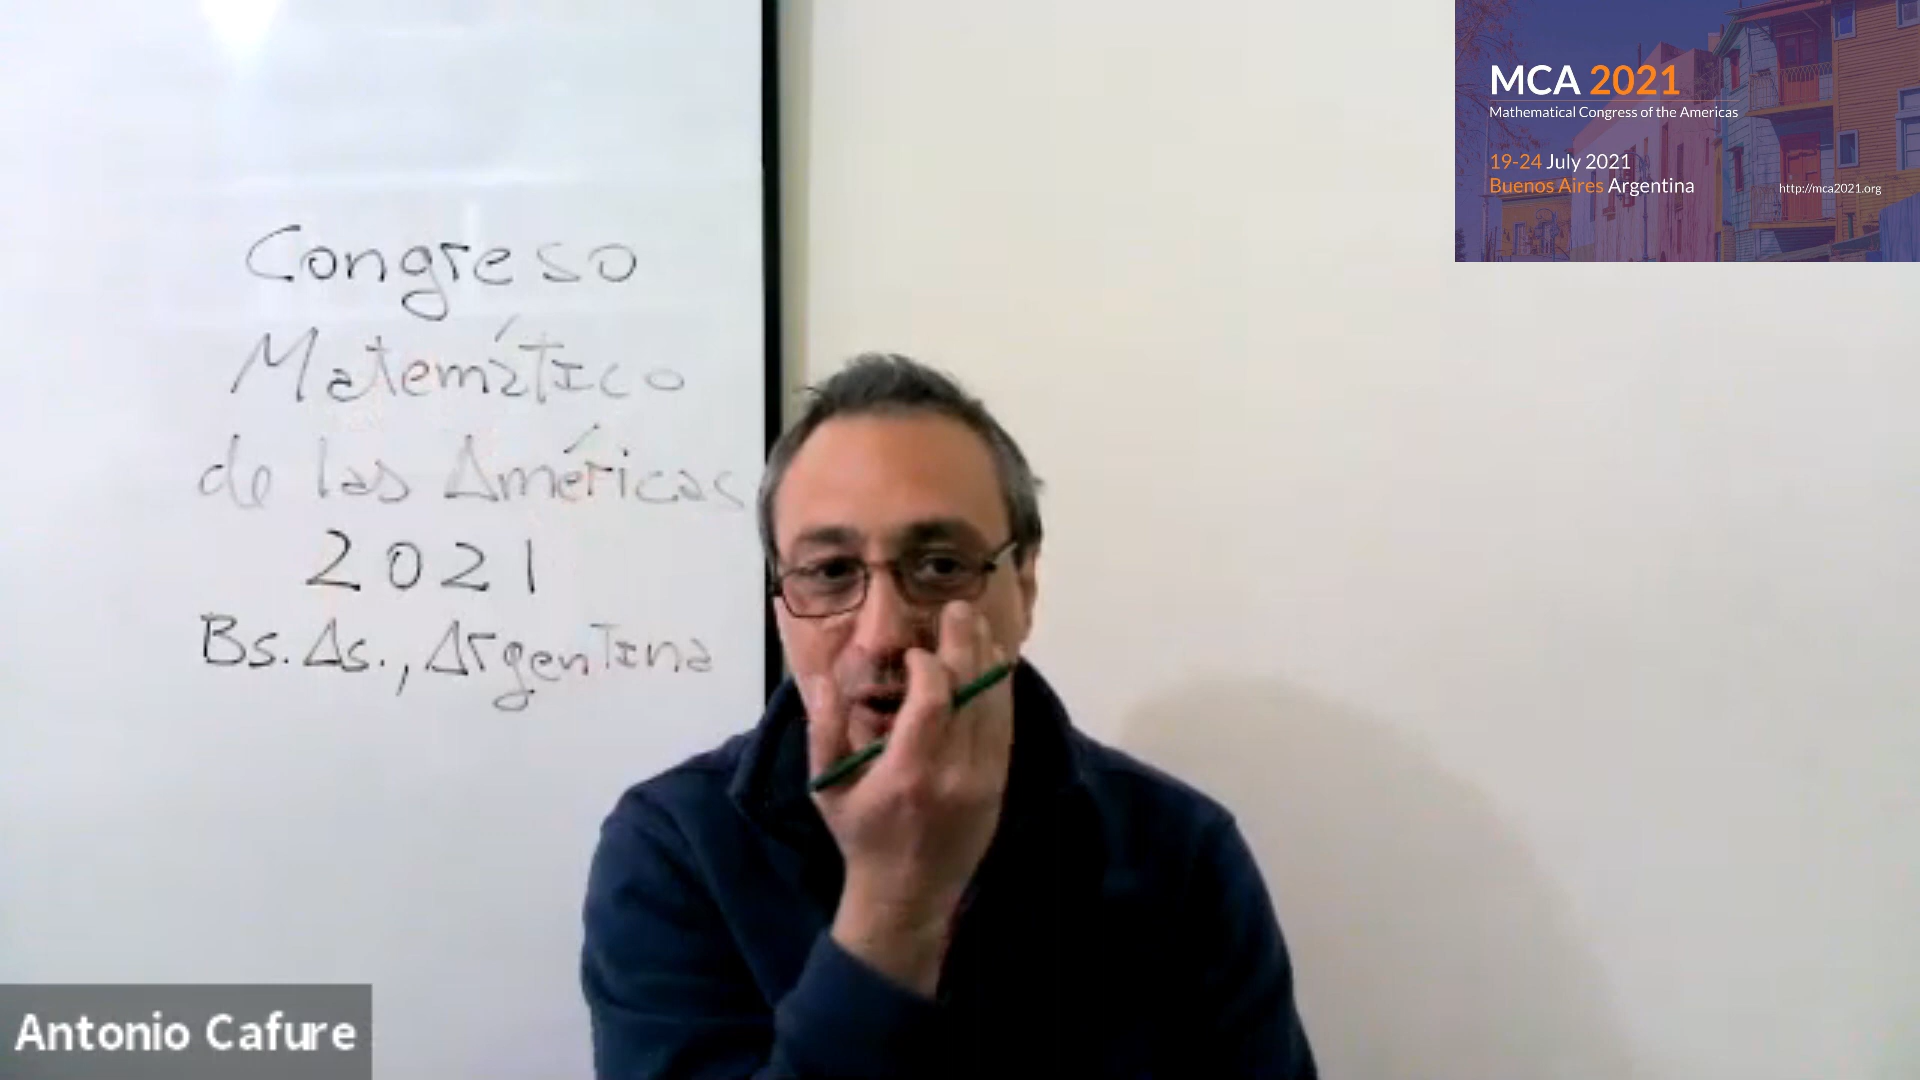 Congreso
Matemático
de las Américas
2021
Bs. As., Argentina
MCA 2021
Mathematical Congress of the Americas
19-24 July 2021
Buenos Aires Argentina
http://mca2021.org
Antonio Cafure